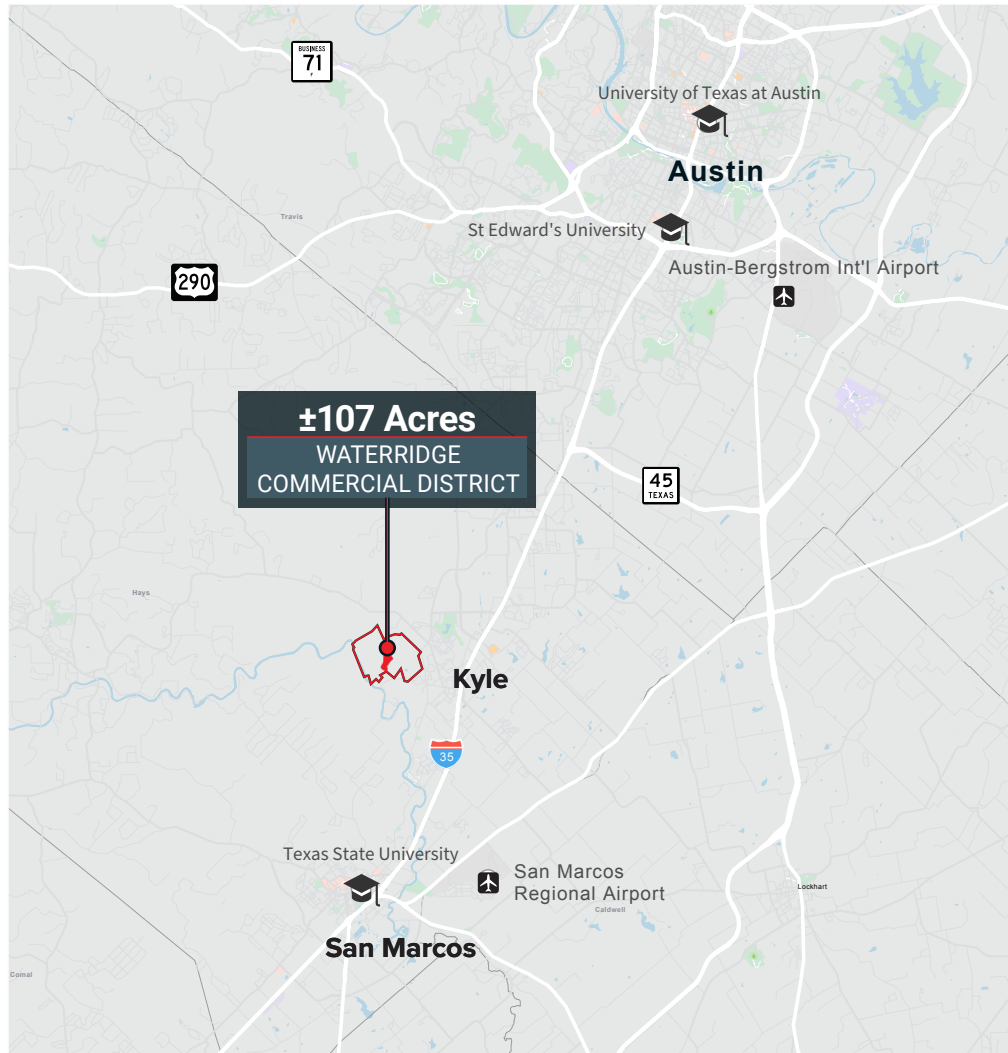 BUSINESS
71
F
University of Texas at Austin
Austin
Travis
St Edward's University
Austin-Bergstrom Int'l Airport
290
±107 Acres
WATERRIDGE
COMMERCIAL DISTRICT
45
TEXAS
Hays
Kyle
35
Texas State University
San Marcos
Regional Airport
Lockhart
Caldwell
San Marcos
Comal